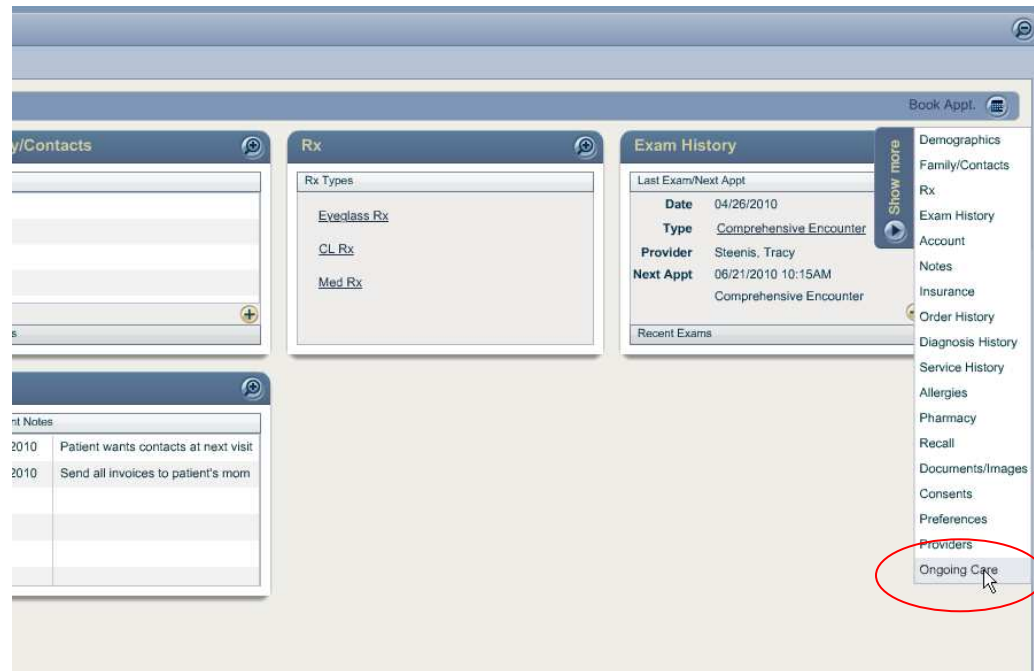 Book Appt.
y/Contacts
s
Rx
Rx Types
Eyeglass Rx
CL Rx
Med Rx
Exam History
Last Exam/Next Appt
Date 04/26/2010
Type Comprehensive Encounter
Provider Steenis, Tracy
Next Appt 06/21/2010 10:15AM
Comprehensive Encounter
Recent Exams
Show more
Demographics
Family/Contacts
Rx
Exam History
Account
Notes
Insurance
Order History
Diagnosis History
Service History
Allergies
Pharmacy
Recall
Documents/Images
Consents
Preferences
Providers
Ongoing Care
nt Notes
2010 Patient wants contacts at next visit
2010 Send all invoices to patient's mom